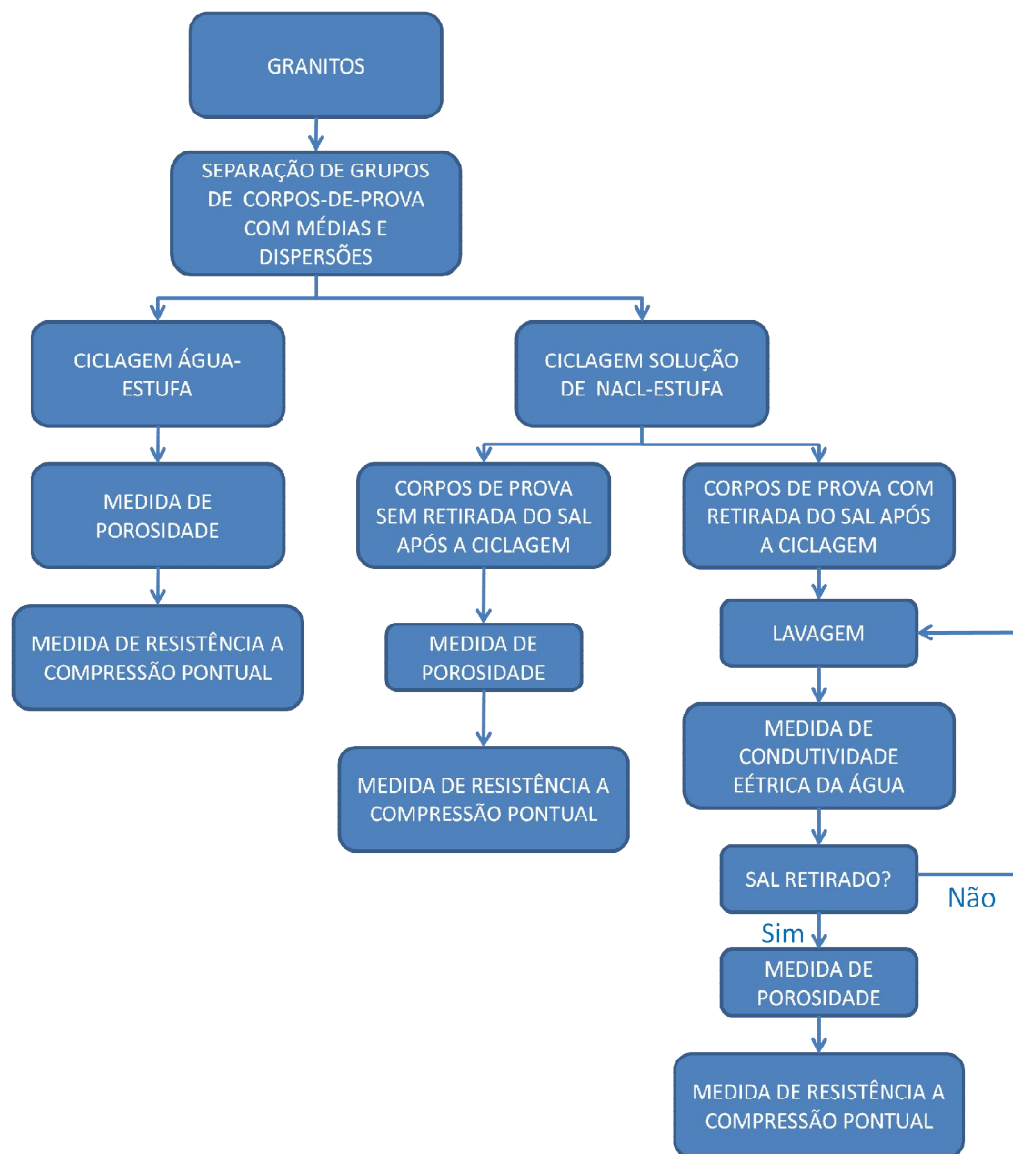 GRANITOS
SEPARAÇÃO DE GRUPOS
DE CORPOS-DE-PROVA
COM MÉDIAS E
DISPERSÕES
CICLAGEM ÁGUA-
ESTUFA
CICLAGEM SOLUÇÃO
DE NACL-ESTUFA
MEDIDA DE
POROSIDADE
CORPOS DE PROVA
SEM RETIRADA DO SAL
APÓS A CICLAGEM
CORPOS DE PROVA COM
RETIRADA DO SAL APÓS
A CICLAGEM
MEDIDA DE RESISTÊNCIA A
COMPRESSÃO PONTUAL
MEDIDA DE
POROSIDADE
LAVAGEM
MEDIDA DE RESISTÊNCIA A
COMPRESSÃO PONTUAL
MEDIDA DE
CONDUTIVIDADE
EÉTRICA DA ÁGUA
SAL RETIRADO?
Não
Sim
MEDIDA DE
POROSIDADE
MEDIDA DE RESISTÊNCIA A
COMPRESSÃO PONTUAL